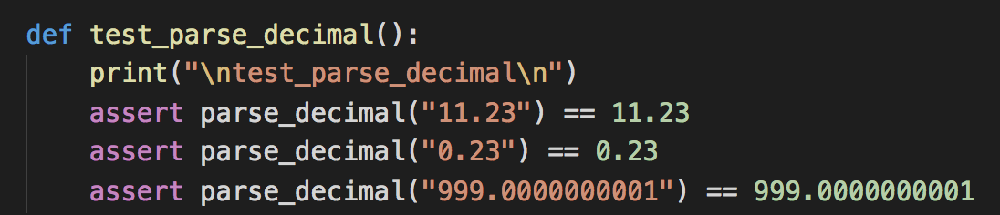 def test_parse_decimal():
    print("\ntest_parse_decimal\n")
    assert parse_decimal("11.23") == 11.23
    assert parse_decimal("0.23") == 0.23
    assert parse_decimal("999.0000000001") == 999.0000000001